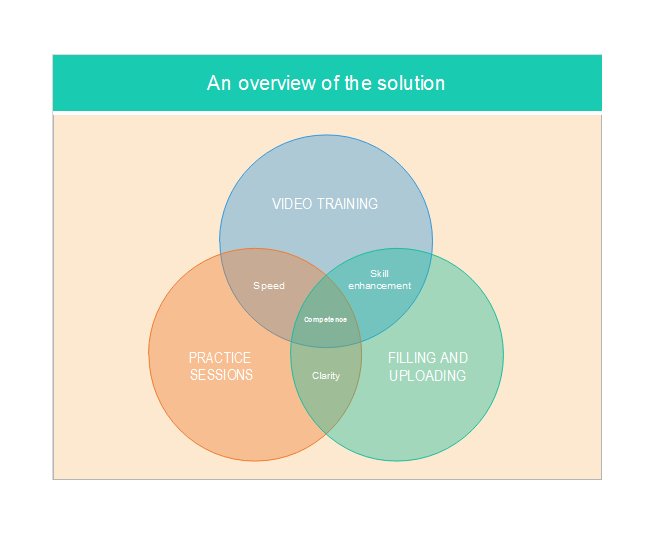 An overview of the solution
VIDEO TRAINING
Speed
Skill
enhancement
Competence
PRACTICE
SESSIONS
Clarity
FILLING AND
UPLOADING